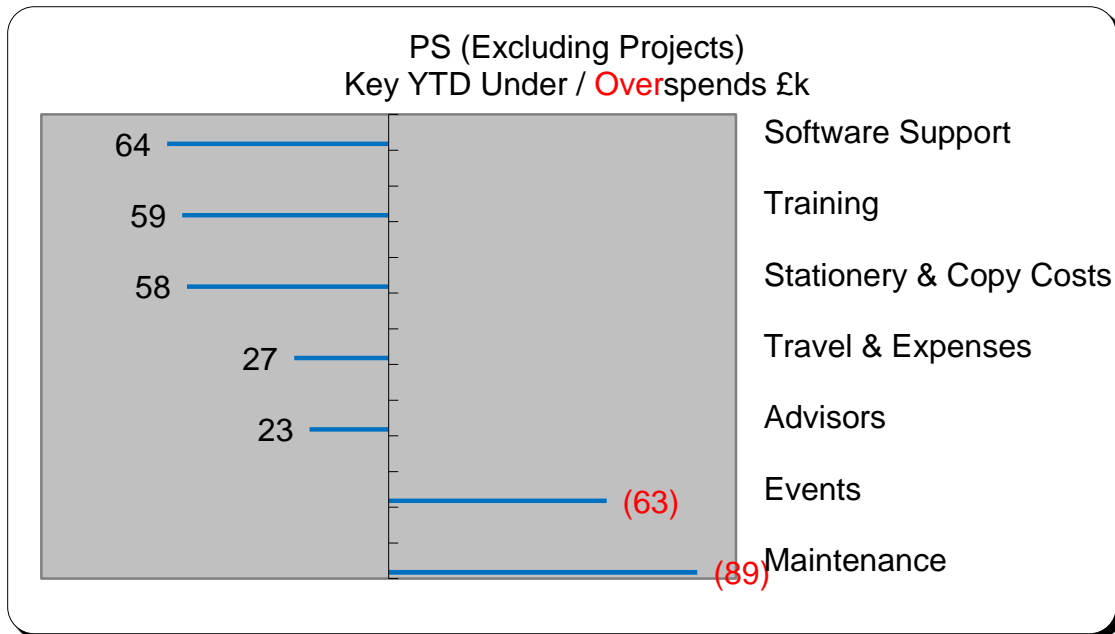 PS (Excluding Projects)
Key YTD Under / Overspends £k
64 Software Support
59 Training
58 Stationery & Copy Costs
27 Travel & Expenses
23 Advisors
(63) Events
(89) Maintenance